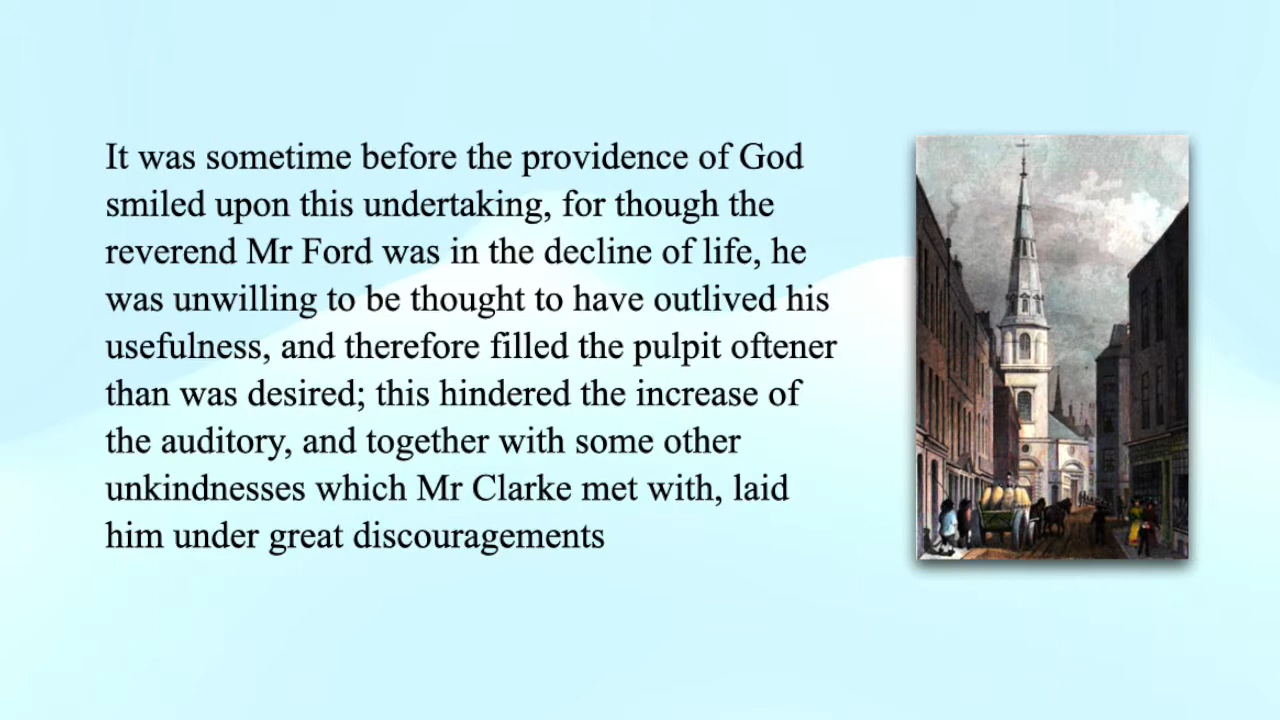 It was sometime before the providence of God
smiled upon this undertaking, for though the
reverend Mr Ford was in the decline of life, he
was unwilling to be thought to have outlived his
usefulness, and therefore filled the pulpit oftener
than was desired; this hindered the increase of
the auditory, and together with some other
unkindnesses which Mr Clarke met with, laid
him under great discouragements